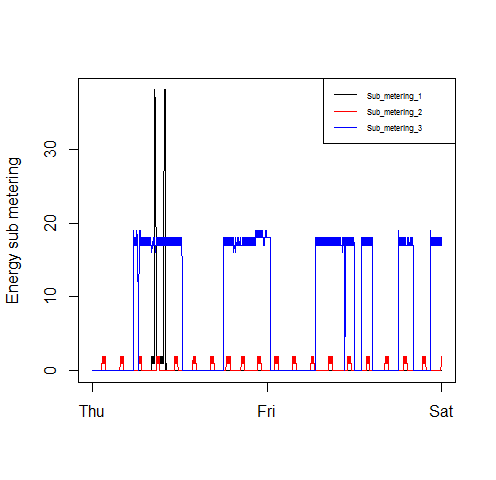 Sub_metering_1
Sub_metering_2
Sub_metering_3
Energy sub metering
30
20
10
0
Thu
Fri
Sat